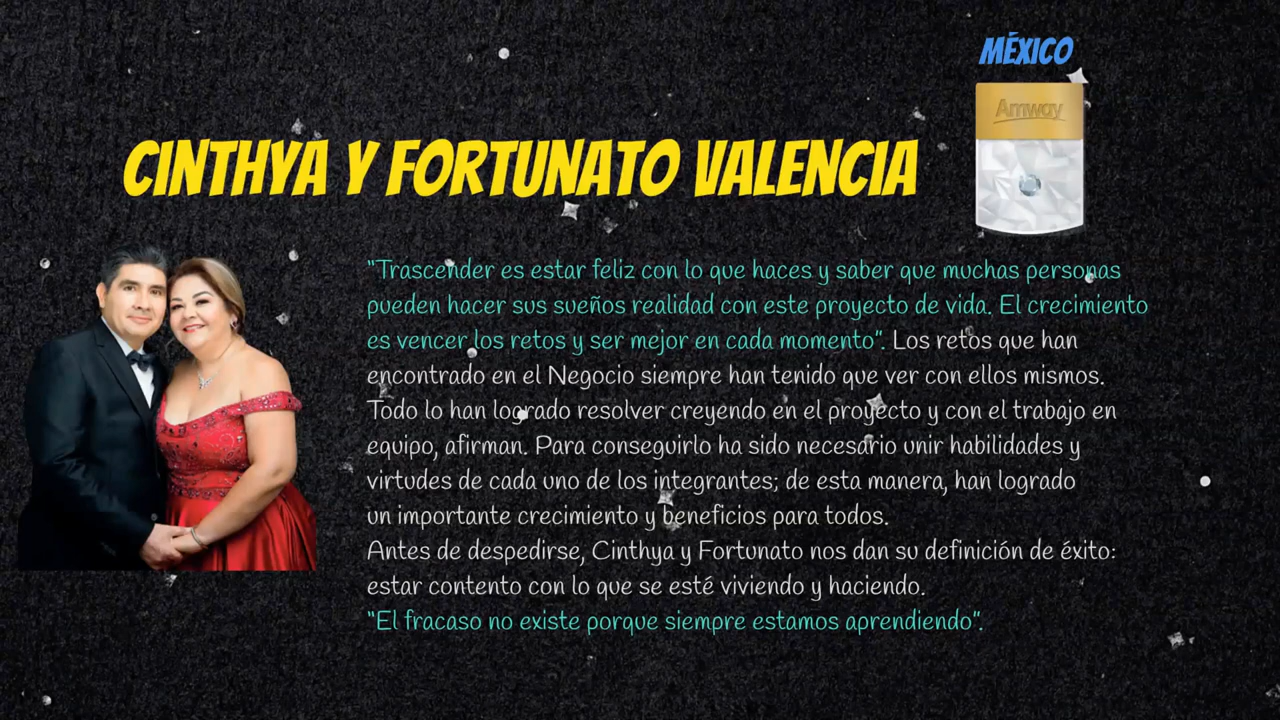 MÉXICO
Amway
CINTHYA Y FORTUNATO VALENCIA
“Trascender es estar feliz con lo que haces y saber que muchas personas
pueden hacer sus sueños realidad con este proyecto de vida. El crecimiento
es vencer los retos y ser mejor en cada momento”. Los retos que han
encontrado en el Negocio siempre han tenido que ver con ellos mismos.
Todo lo han logrado resolver creyendo en el proyecto y con el trabajo en
equipo, afirman. Para conseguirlo ha sido necesario unir habilidades y
virtudes de cada uno de los integrantes; de esta manera, han logrado
un importante crecimiento y beneficios para todos.
Antes de despedirse, Cinthya y Fortunato nos dan su definición de éxito:
estar contento con lo que se esté viviendo y haciendo.
“El fracaso no existe porque siempre estamos aprendiendo”.